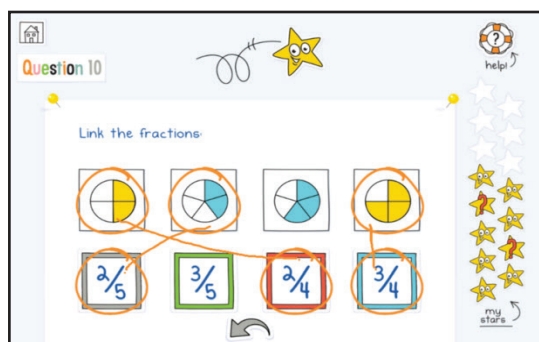 Question 10
?
help!
Link the fractions.
2/5
3/5
2/4
3/4
my
stars